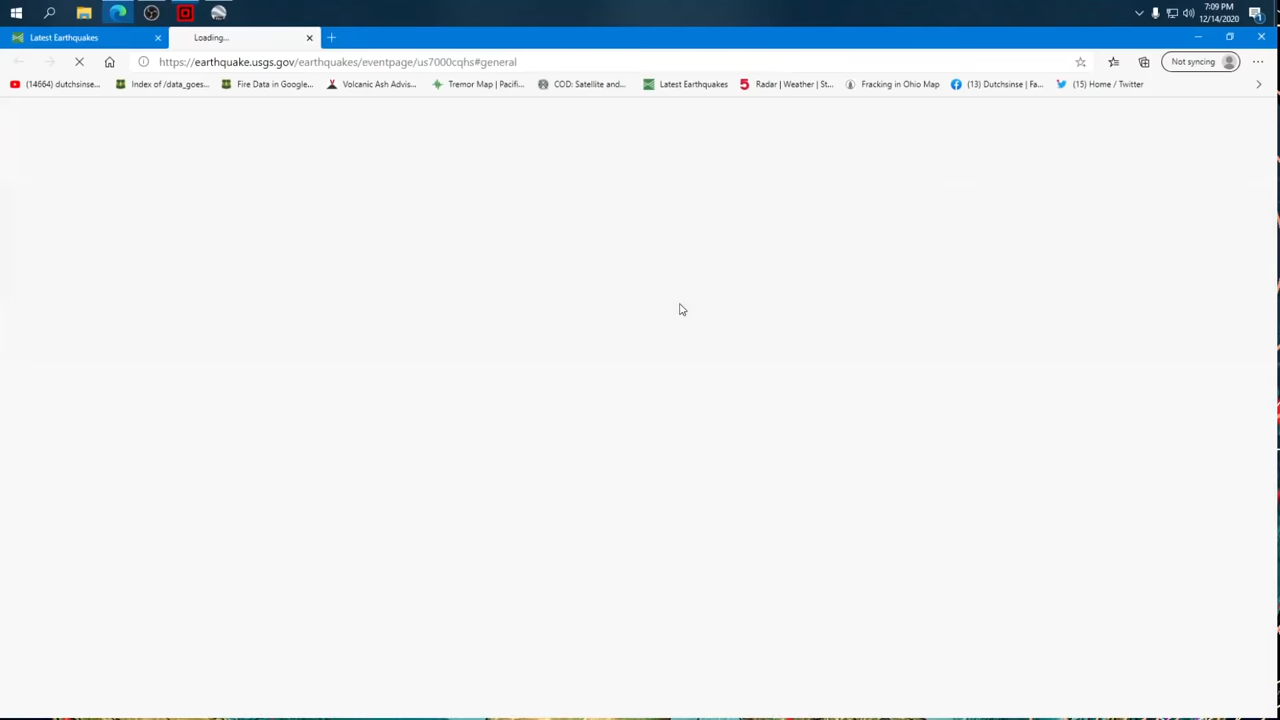 7:09 PM
12/14/2020
1
Latest Earthquakes
Loading...
https://earthquake.usgs.gov/earthquakes/eventpage/us7000cqhs#general
Not syncing
(14664) dutchsinse...
Index of /data_goes...
Fire Data in Google...
Volcanic Ash Advis...
Tremor Map | Pacifi...
COD: Satellite and...
Latest Earthquakes
5
Radar | Weather | St...
Fracking in Ohio Map
(13) Dutchsinse | Fa...
(15) Home / Twitter